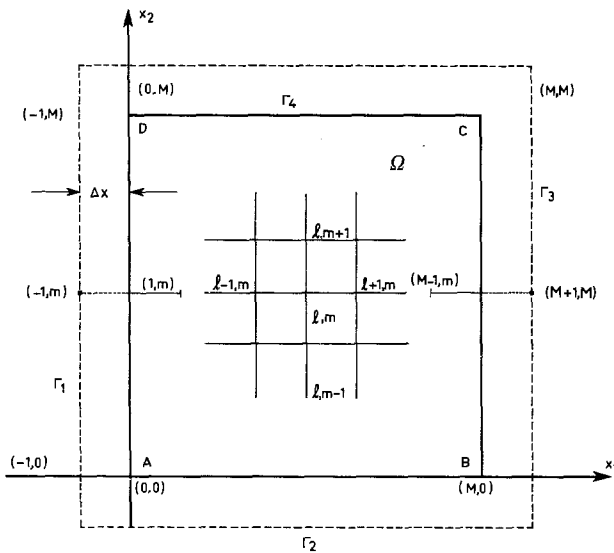 x2
(0,M)
Γ4
(M,M)
(-1,M)
D
C
Ω
Δx
Γ3
ℓ,m+1
(-1,m)
(1,m)
ℓ-1,m
ℓ+1,m
(M-1,m)
(M+1,M)
ℓ,m
Γ1
ℓ,m-1
(-1,0)
A
B
x
(0,0)
(M,0)
Γ2